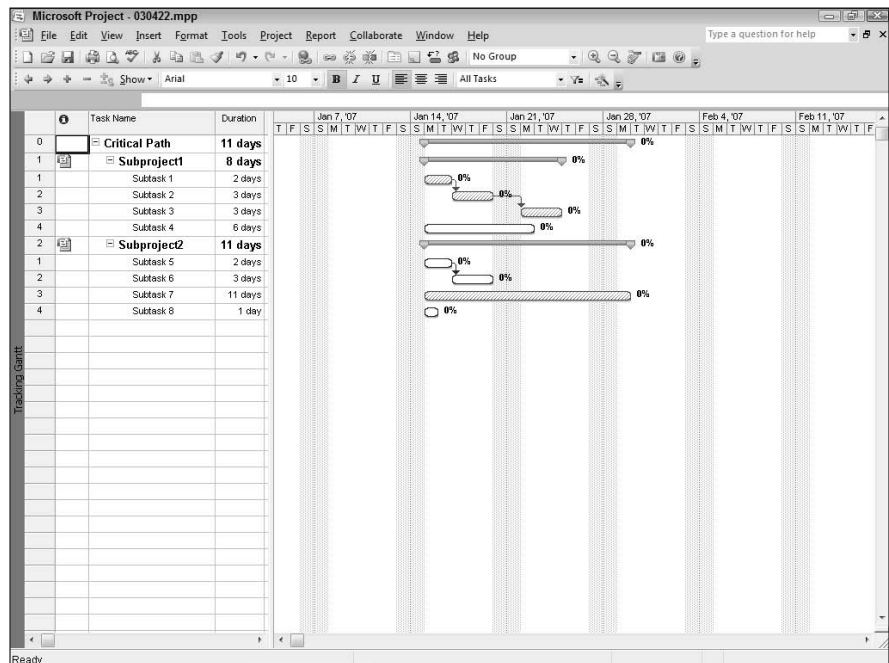 Microsoft Project - 030422.mpp
File Edit View Insert Format Tools Project Report Collaborate Window Help
Type a question for help
No Group
Show Arial 10 B I U All Tasks
Task Name Duration
Jan 7, '07 Jan 14, '07 Jan 21, '07 Jan 28, '07 Feb 4, '07 Feb 11, '07
T F S S M T W T F S S M T W T F S S M T W T F S S M T W T F S S M T W T F S S M T W T F
0 Critical Path 11 days 0%
1 Subproject1 8 days 0%
1 Subtask 1 2 days 0%
2 Subtask 2 3 days 0%
3 Subtask 3 3 days 0%
4 Subtask 4 6 days 0%
2 Subproject2 11 days 0%
1 Subtask 5 2 days 0%
2 Subtask 6 3 days 0%
3 Subtask 7 11 days 0%
4 Subtask 8 1 day 0%
Tracking Gantt
Ready